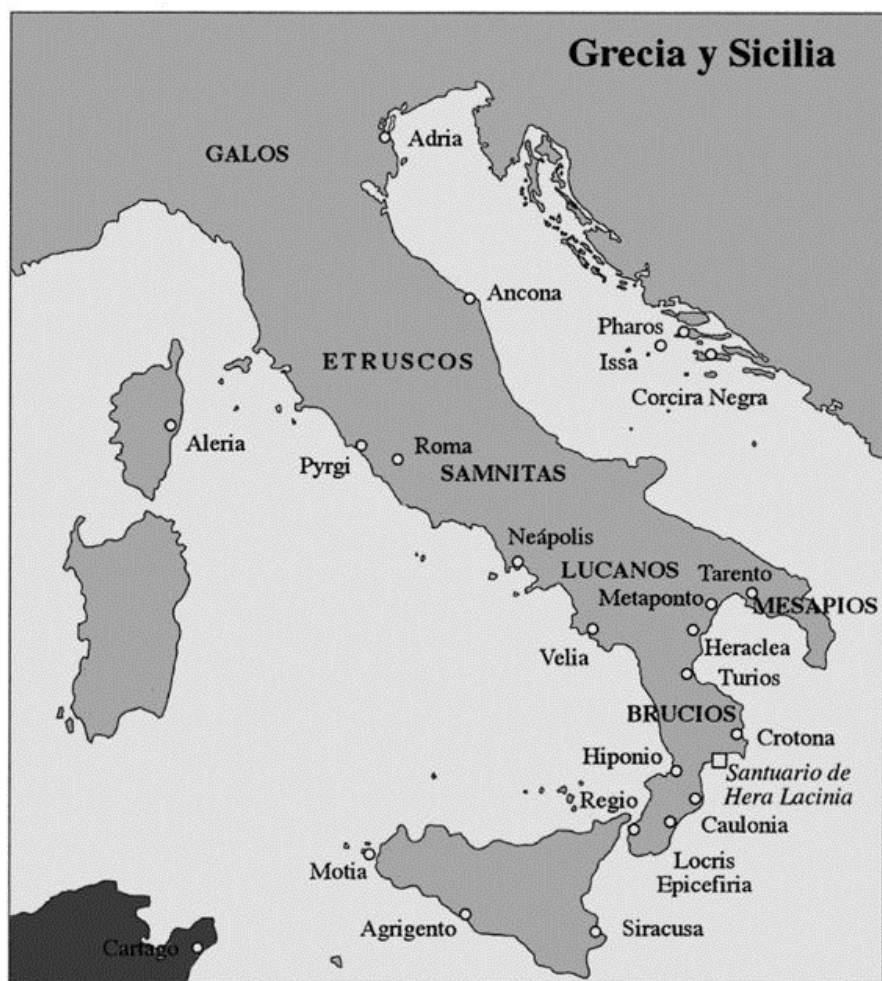 Grecia y Sicilia
Adria
GALOS
Ancona
Pharos
ETRUSCOS
Issa
Corcira Negra
Aleria
Roma
Pyrgi
SAMNITAS
Neápolis
LUCANOS
Tarento
Metaponto
MESAPIOS
Velia
Heraclea
Turios
BRUCIOS
Crotona
Hiponio
Santuario de
Hera Lacinia
Regio
Caulonia
Locris
Epicefiria
Motia
Agrigento
Siracusa
Cartago